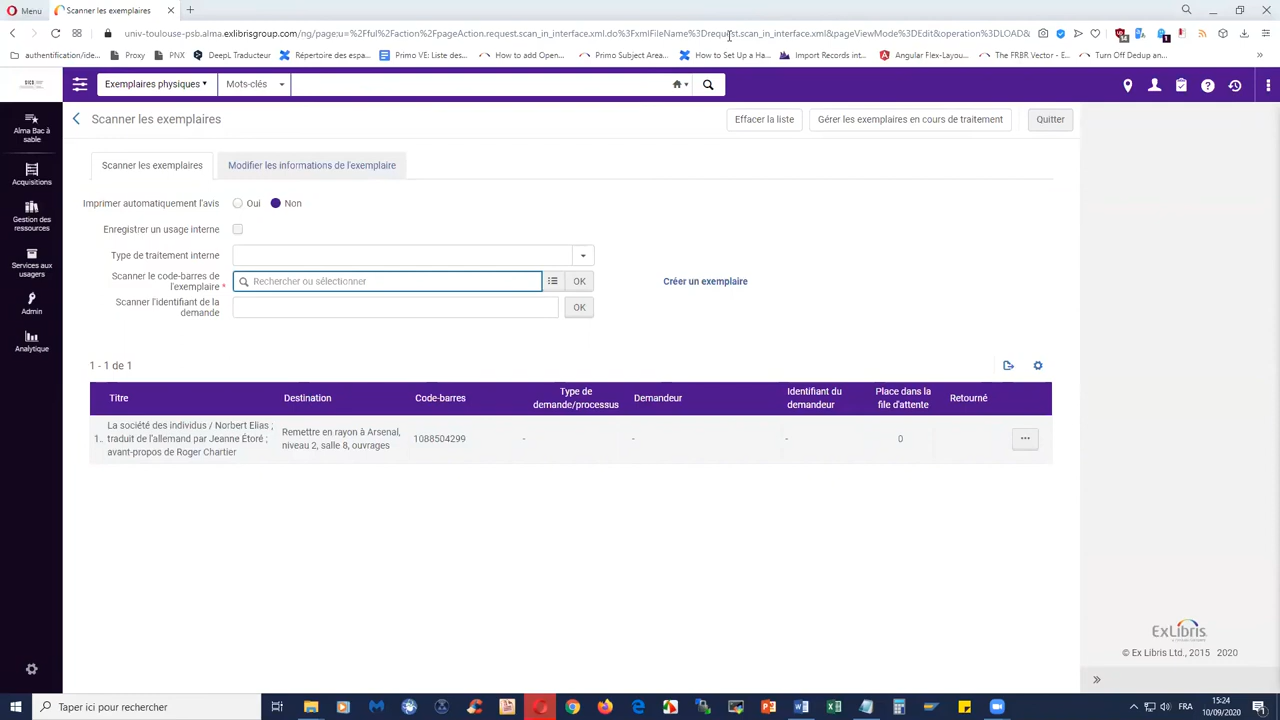 Menu
Scanner les exemplaires
univ-toulouse-psb.alma.exlibrisgroup.com/ng/page;u=%2Ful%2Faction%2FpageAction.request.scan_in_interface.xml.do%3FxmlFileName%3Drequest.scan_in_interface.xml&pageViewMode%3DEdit&operation%3DLOAD&
authentification/ide... Proxy PNX DeepL Traducteur Répertoire des espa... Primo VE: Liste des... How to add Open... Primo Subject Area... How to Set Up a Ha... Import Records int... Angular Flex-Layou... The FRBR Vector - E... Turn Off Dedup an...
Exemplaires physiques Mots-clés
Scanner les exemplaires
Effacer la liste Gérer les exemplaires en cours de traitement Quitter
Alma Bac à
sable
Acquisitions
Gestion des
ressources
Services aux
usagers
Admin
Analytique
Scanner les exemplaires Modifier les informations de l'exemplaire
Imprimer automatiquement l'avis Oui Non
Enregistrer un usage interne
Type de traitement interne
Scanner le code-barres de
l'exemplaire * Rechercher ou sélectionner OK Créer un exemplaire
Scanner l'identifiant de la
demande OK
1 - 1 de 1
Titre Destination Code-barres Type de
demande/processus Demandeur Identifiant du
demandeur Place dans la
file d'attente Retourné
La société des individus / Norbert Elias ;
1.. traduit de l'allemand par Jeanne Étoré ;
avant-propos de Roger Chartier
Remettre en rayon à Arsenal,
niveau 2, salle 8, ouvrages
1088504299 - - - 0
ExLibris
© Ex Libris Ltd., 2015 2020
Taper ici pour rechercher
FRA
15:24
10/09/2020